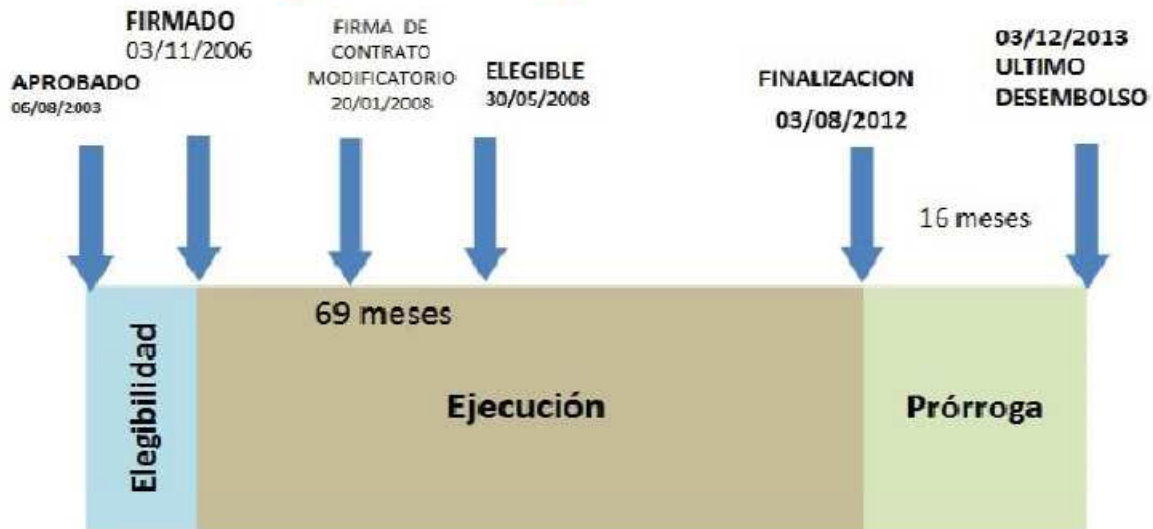 APROBADO
06/08/2003
FIRMADO
03/11/2006
FIRMA DE
CONTRATO
MODIFICATORIO
20/01/2008
ELEGIBLE
30/05/2008
FINALIZACION
03/08/2012
03/12/2013
ULTIMO
DESEMBOLSO
16 meses
69 meses
Elegibilidad
Ejecución
Prórroga